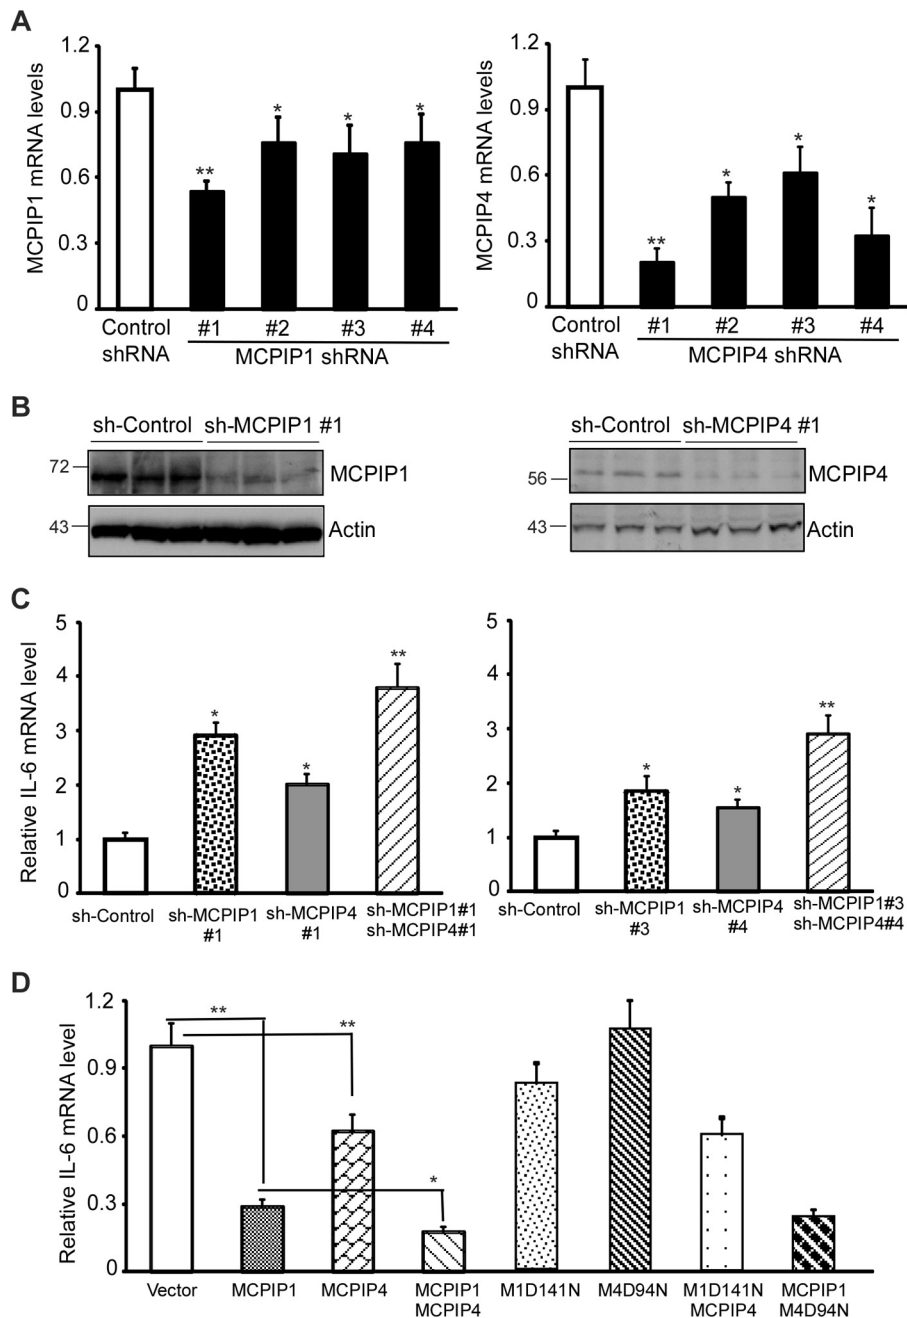 A
MCPIP1 mRNA levels
1.2
0.9
0.6
0.3
0
**
*
*
*
Control
shRNA
#1 #2 #3 #4
MCPIP1 shRNA
MCPIP4 mRNA levels
1.2
0.9
0.6
0.3
0
**
*
*
*
Control
shRNA
#1 #2 #3 #4
MCPIP4 shRNA
B
sh-Control sh-MCPIP1 #1
72
MCPIP1
43
Actin
sh-Control sh-MCPIP4 #1
56
MCPIP4
43
Actin
C
Relative IL-6 mRNA level
5
4
3
2
1
0
*
*
**
sh-Control
sh-MCPIP1
#1
sh-MCPIP4
#1
sh-MCPIP1#1
sh-MCPIP4#1
5
4
3
2
1
0
*
*
**
sh-Control
sh-MCPIP1
#3
sh-MCPIP4
#4
sh-MCPIP1#3
sh-MCPIP4#4
D
Relative IL-6 mRNA level
1.2
0.9
0.6
0.3
0
**
**
*
Vector
MCPIP1
MCPIP4
MCPIP1
MCPIP4
M1D141N
M4D94N
M1D141N
MCPIP4
MCPIP1
M4D94N